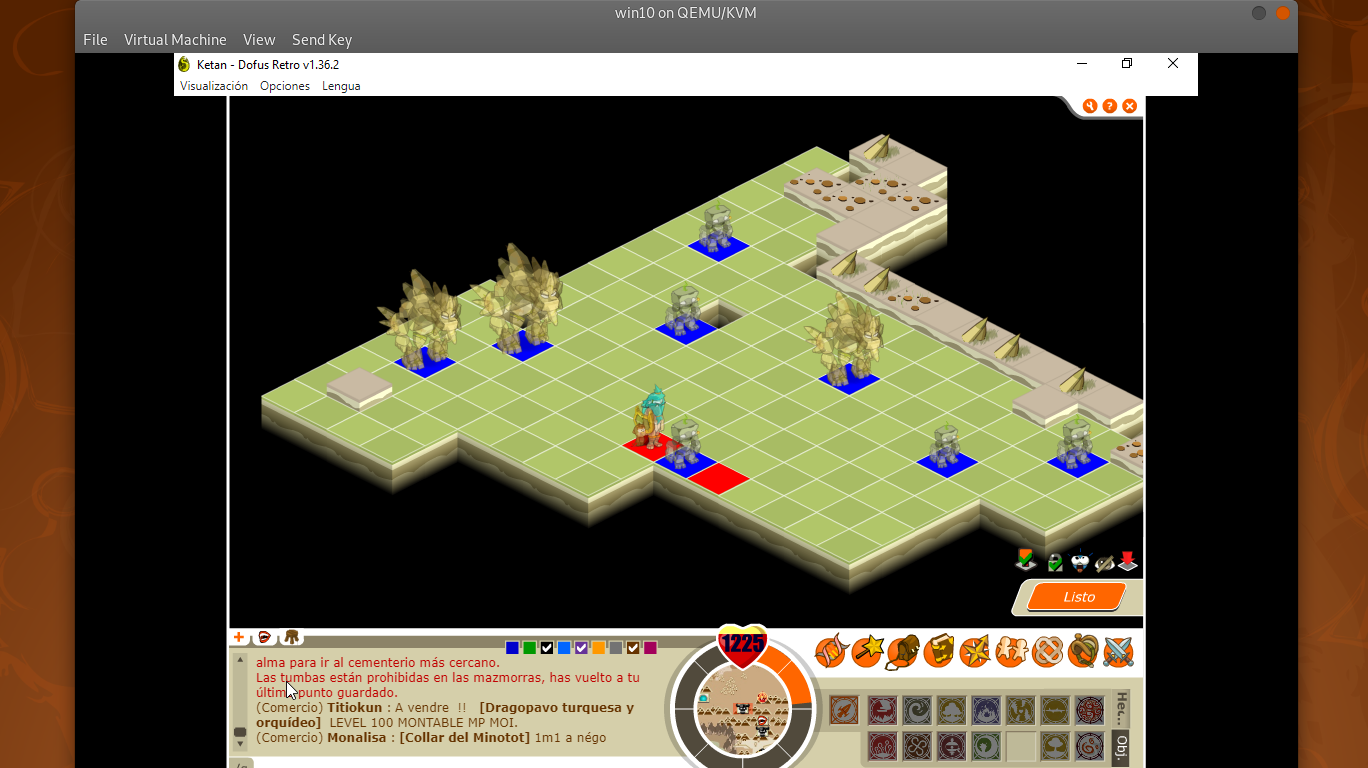 win10 on QEMU/KVM
File Virtual Machine View Send Key
Ketan - Dofus Retro v1.36.2
Visualización Opciones Lengua
? 
Listo
1225
alma para ir al cementerio más cercano.
Las tumbas están prohibidas en las mazmorras, has vuelto a tu
último punto guardado.
(Comercio) Titiokun : A vendre !! [Dragopavo turquesa y
orquídeo] LEVEL 100 MONTABLE MP MOI.
(Comercio) Monalisa : [Collar del Minotot] 1m1 a négo
Hec...
Obj.